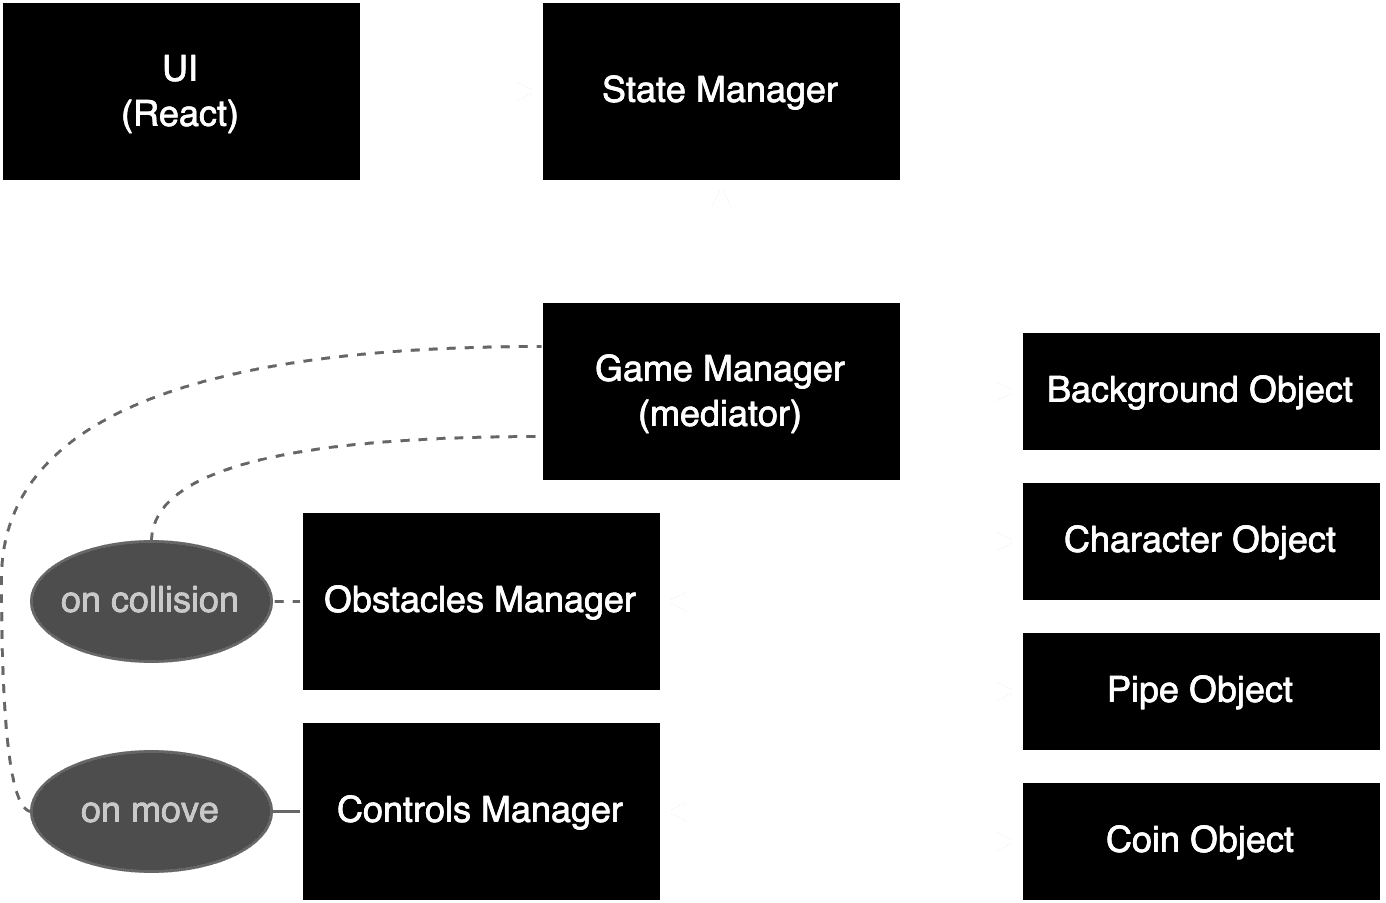 UI
(React)
State Manager
Game Manager
(mediator)
Background Object
Character Object
on collision
Obstacles Manager
Pipe Object
on move
Controls Manager
Coin Object